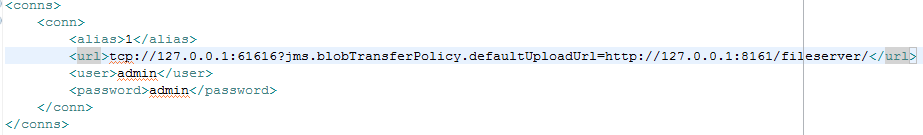 <conns>
<conn>
<alias>1</alias>
<url>tcp://127.0.0.1:61616?jms.blobTransferPolicy.defaultUploadUrl=http://127.0.0.1:8161/fileserver/</url>
<user>admin</user>
<password>admin</password>
</conn>
</conns>